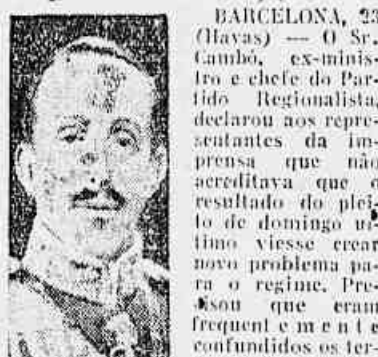 BARCELONA, 23
(Havas) — O Sr.
Cambó, ex-minis-
tro e chefe do Par-
tido Regionalista,
declarou aos repre-
sentantes da im-
prensa que não
acreditava que o
resultado do plei-
to de domingo ul-
timo viesse crear
novo problema pa-
ra o regime. Pre-
cisou que eram
frequentemente
confundidos os ter-